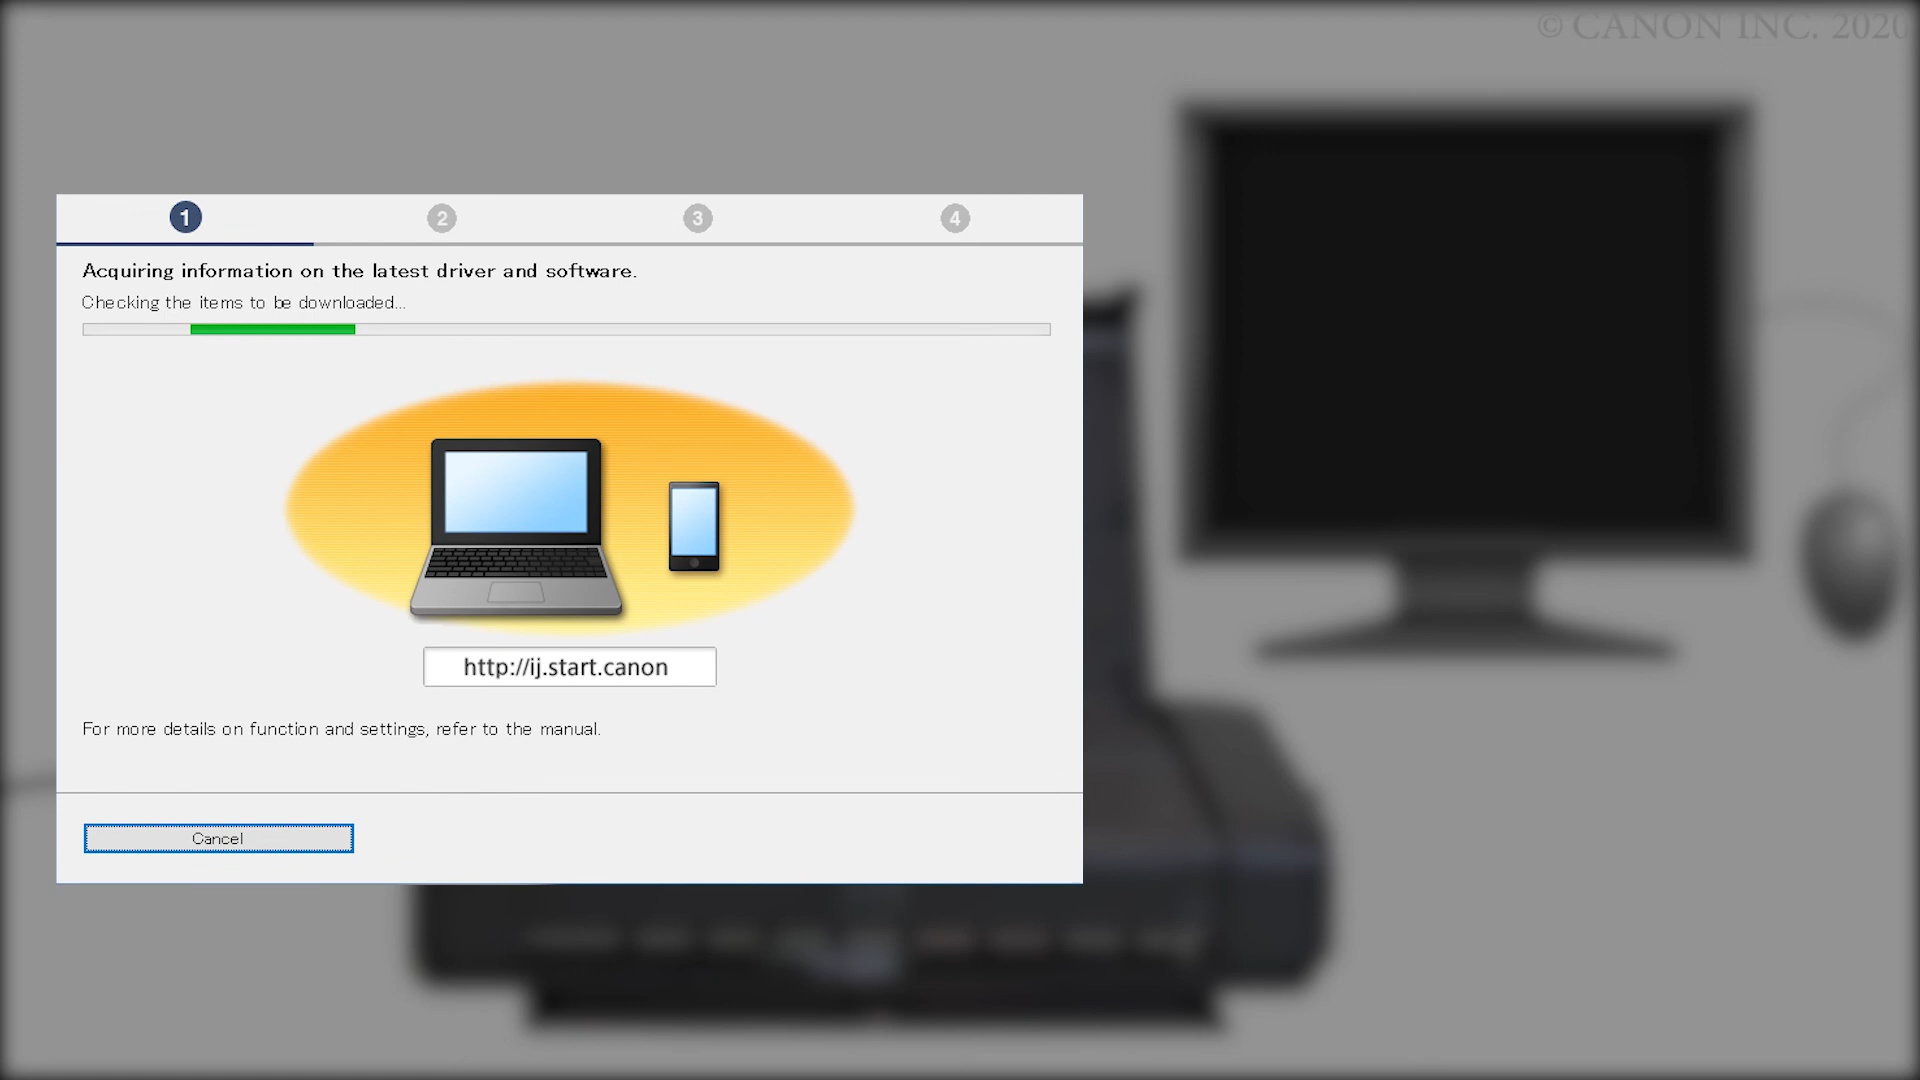 © CANON INC. 2020
1 2 3 4
Acquiring information on the latest driver and software.
Checking the items to be downloaded...
http://ij.start.canon
For more details on function and settings, refer to the manual.
Cancel